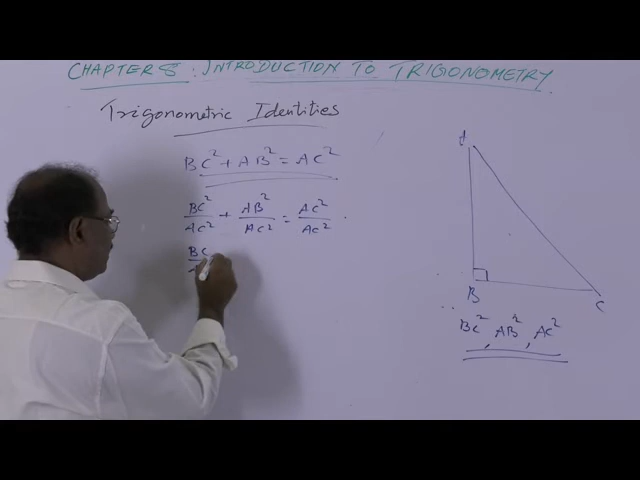 CHAPTER 8 : INTRODUCTION TO TRIGONOMETRY.
Trigonometric Identities
BC² + AB² = AC²
BC²/AC² + AB²/AC² = AC²/AC²
BC
A
B
C
BC², AB², AC²